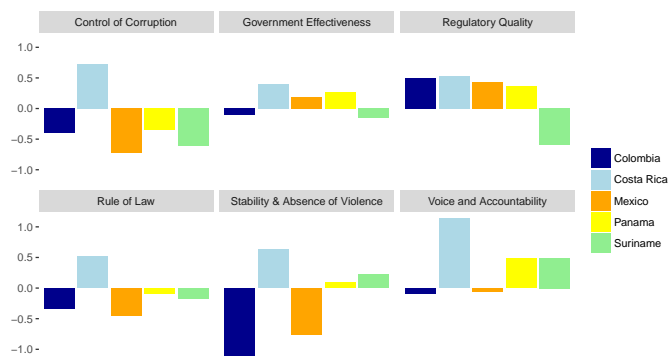 Control of Corruption
Government Effectiveness
Regulatory Quality
1.0
0.5
0.0
−0.5
−1.0
Colombia
Costa Rica
Mexico
Panama
Suriname
Rule of Law
Stability & Absence of Violence
Voice and Accountability
1.0
0.5
0.0
−0.5
−1.0